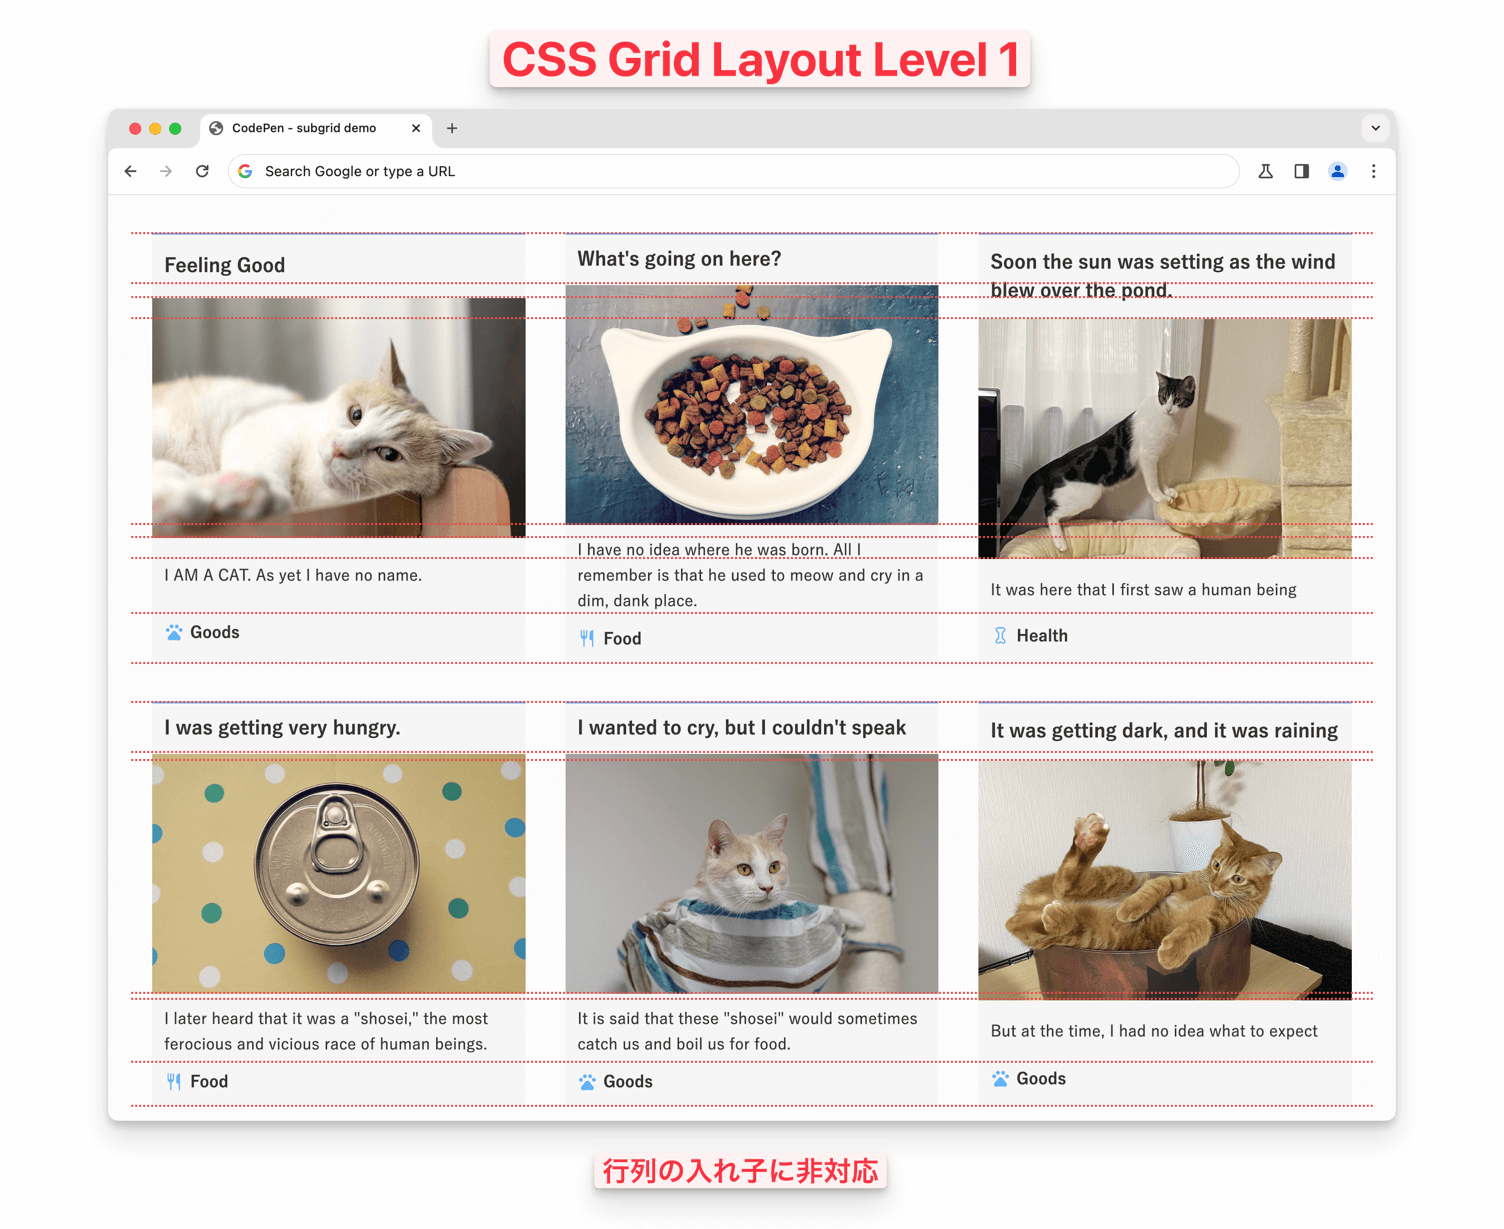 CSS Grid Layout Level 1
CodePen - subgrid demo
Search Google or type a URL
Feeling Good
I AM A CAT. As yet I have no name.
Goods
What's going on here?
I have no idea where he was born. All I
remember is that he used to meow and cry in a
dim, dank place.
Food
Soon the sun was setting as the wind
blew over the pond.
It was here that I first saw a human being
Health
I was getting very hungry.
I later heard that it was a "shosei," the most
ferocious and vicious race of human beings.
Food
I wanted to cry, but I couldn't speak
It is said that these "shosei" would sometimes
catch us and boil us for food.
Goods
It was getting dark, and it was raining
But at the time, I had no idea what to expect
Goods
行列の入れ子に非対応